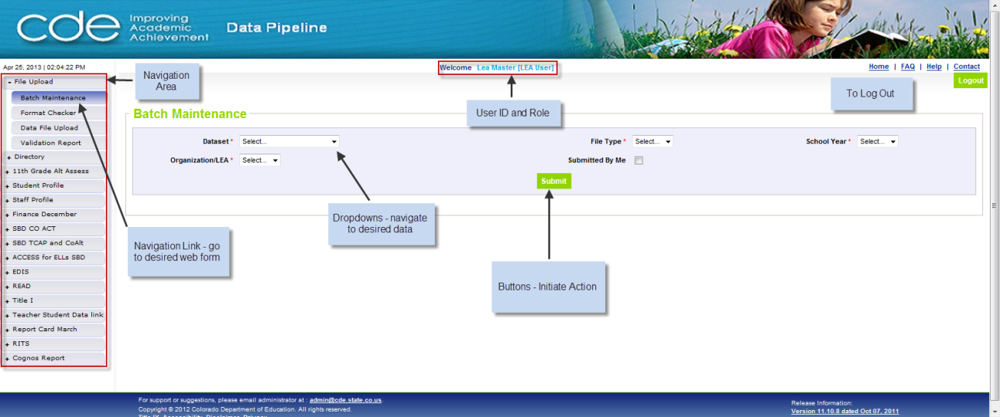 cde
Improving
Academic
Achievement
Data Pipeline
Apr 25, 2013 | 02:04:22 PM
Welcome Lea Master [LEA User]
Home | FAQ | Help | Contact
Logout
- File Upload
Batch Maintenance
Format Checker
Data File Upload
Validation Report
+ Directory
+ 11th Grade Alt Assess
+ Student Profile
+ Staff Profile
+ Finance December
+ SBD CO ACT
+ SBD TCAP and CoAlt
+ ACCESS for ELLs SBD
+ EDIS
+ READ
+ Title I
+ Teacher Student Data link
+ Report Card March
+ RITS
+ Cognos Report
Navigation
Area
User ID and Role
To Log Out
Batch Maintenance
Dataset * Select...
File Type * Select...
School Year * Select...
Organization/LEA * Select...
Submitted By Me
Submit
Dropdowns - navigate
to desired data
Navigation Link - go
to desired web form
Buttons - Initiate Action
For support or suggestions, please email administrator at : admin@cde.state.co.us.
Copyright © 2012 Colorado Department of Education. All rights reserved.
Title IX. Accessibility. Disclaimer. Privacy.
Release Information:
Version 11.10.8 dated Oct 07, 2011